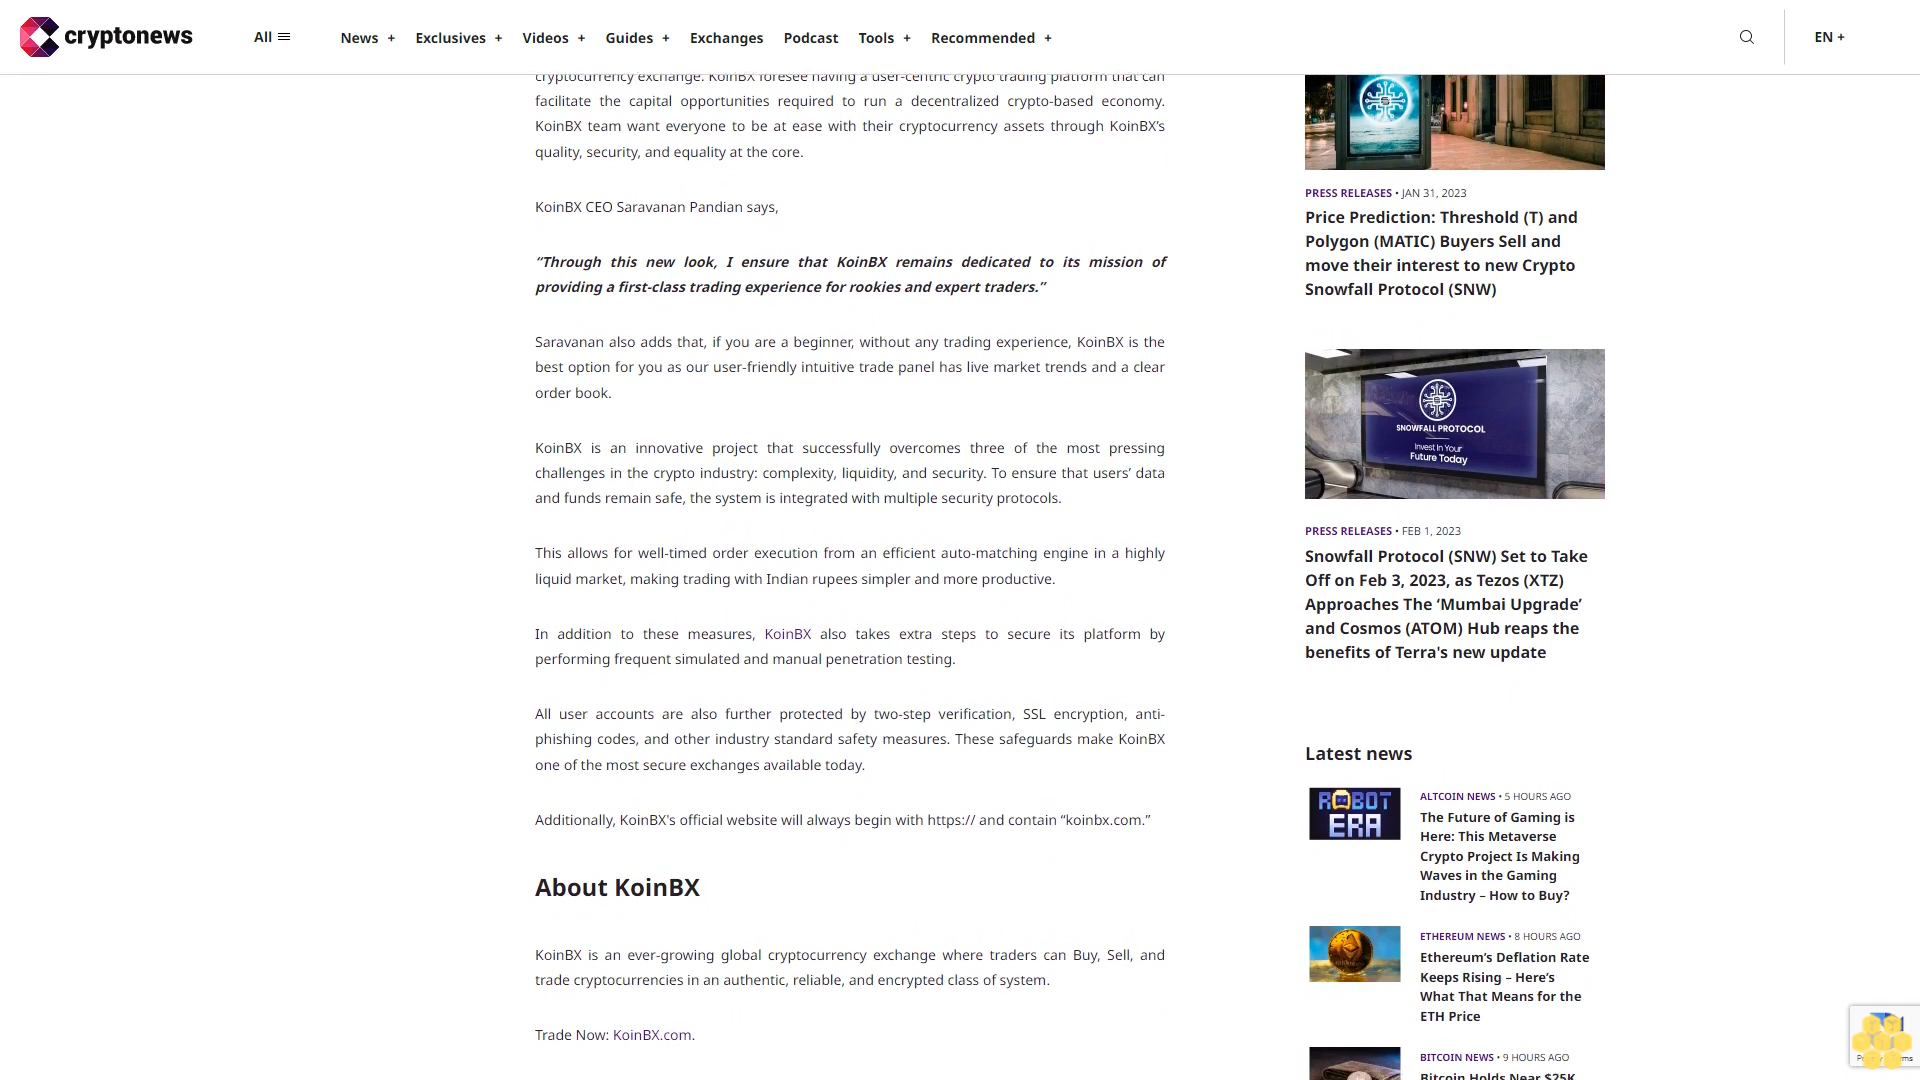 cryptonews
All
News +
Exclusives +
Videos +
Guides +
Exchanges
Podcast
Tools +
Recommended +
EN +
cryptocurrency exchange. KoinBX foresee having a user-centric crypto trading platform that can
facilitate the capital opportunities required to run a decentralized crypto-based economy.
KoinBX team want everyone to be at ease with their cryptocurrency assets through KoinBX’s
quality, security, and equality at the core.
KoinBX CEO Saravanan Pandian says,
“Through this new look, I ensure that KoinBX remains dedicated to its mission of
providing a first-class trading experience for rookies and expert traders.”
Saravanan also adds that, if you are a beginner, without any trading experience, KoinBX is the
best option for you as our user-friendly intuitive trade panel has live market trends and a clear
order book.
KoinBX is an innovative project that successfully overcomes three of the most pressing
challenges in the crypto industry: complexity, liquidity, and security. To ensure that users’ data
and funds remain safe, the system is integrated with multiple security protocols.
This allows for well-timed order execution from an efficient auto-matching engine in a highly
liquid market, making trading with Indian rupees simpler and more productive.
In addition to these measures, KoinBX also takes extra steps to secure its platform by
performing frequent simulated and manual penetration testing.
All user accounts are also further protected by two-step verification, SSL encryption, anti-
phishing codes, and other industry standard safety measures. These safeguards make KoinBX
one of the most secure exchanges available today.
Additionally, KoinBX's official website will always begin with https:// and contain “koinbx.com.”
About KoinBX
KoinBX is an ever-growing global cryptocurrency exchange where traders can Buy, Sell, and
trade cryptocurrencies in an authentic, reliable, and encrypted class of system.
Trade Now: KoinBX.com.
PRESS RELEASES • JAN 31, 2023
Price Prediction: Threshold (T) and
Polygon (MATIC) Buyers Sell and
move their interest to new Crypto
Snowfall Protocol (SNW)
SNOWFALL PROTOCOL
Invest In Your
Future Today
PRESS RELEASES • FEB 1, 2023
Snowfall Protocol (SNW) Set to Take
Off on Feb 3, 2023, as Tezos (XTZ)
Approaches The ‘Mumbai Upgrade’
and Cosmos (ATOM) Hub reaps the
benefits of Terra's new update
Latest news
ROBOT
ERA
ALTCOIN NEWS • 5 HOURS AGO
The Future of Gaming is
Here: This Metaverse
Crypto Project Is Making
Waves in the Gaming
Industry – How to Buy?
ETHEREUM NEWS • 8 HOURS AGO
Ethereum’s Deflation Rate
Keeps Rising – Here’s
What That Means for the
ETH Price
BITCOIN NEWS • 9 HOURS AGO
Bitcoin Holds Near $25K